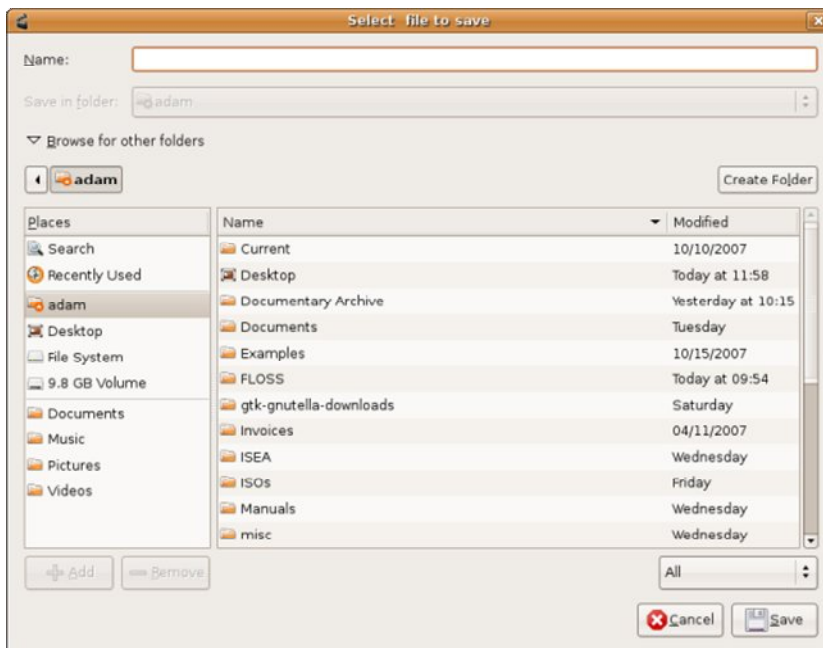 Select file to save
Name:
Save in folder: adam
Browse for other folders
adam
Create Folder
Places
Search
Recently Used
adam
Desktop
File System
9.8 GB Volume
Documents
Music
Pictures
Videos
Name Modified
Current 10/10/2007
Desktop Today at 11:58
Documentary Archive Yesterday at 10:15
Documents Tuesday
Examples 10/15/2007
FLOSS Today at 09:54
gtk-gnutella-downloads Saturday
Invoices 04/11/2007
ISEA Wednesday
ISOs Friday
Manuals Wednesday
misc Wednesday
Add Remove
All
Cancel Save